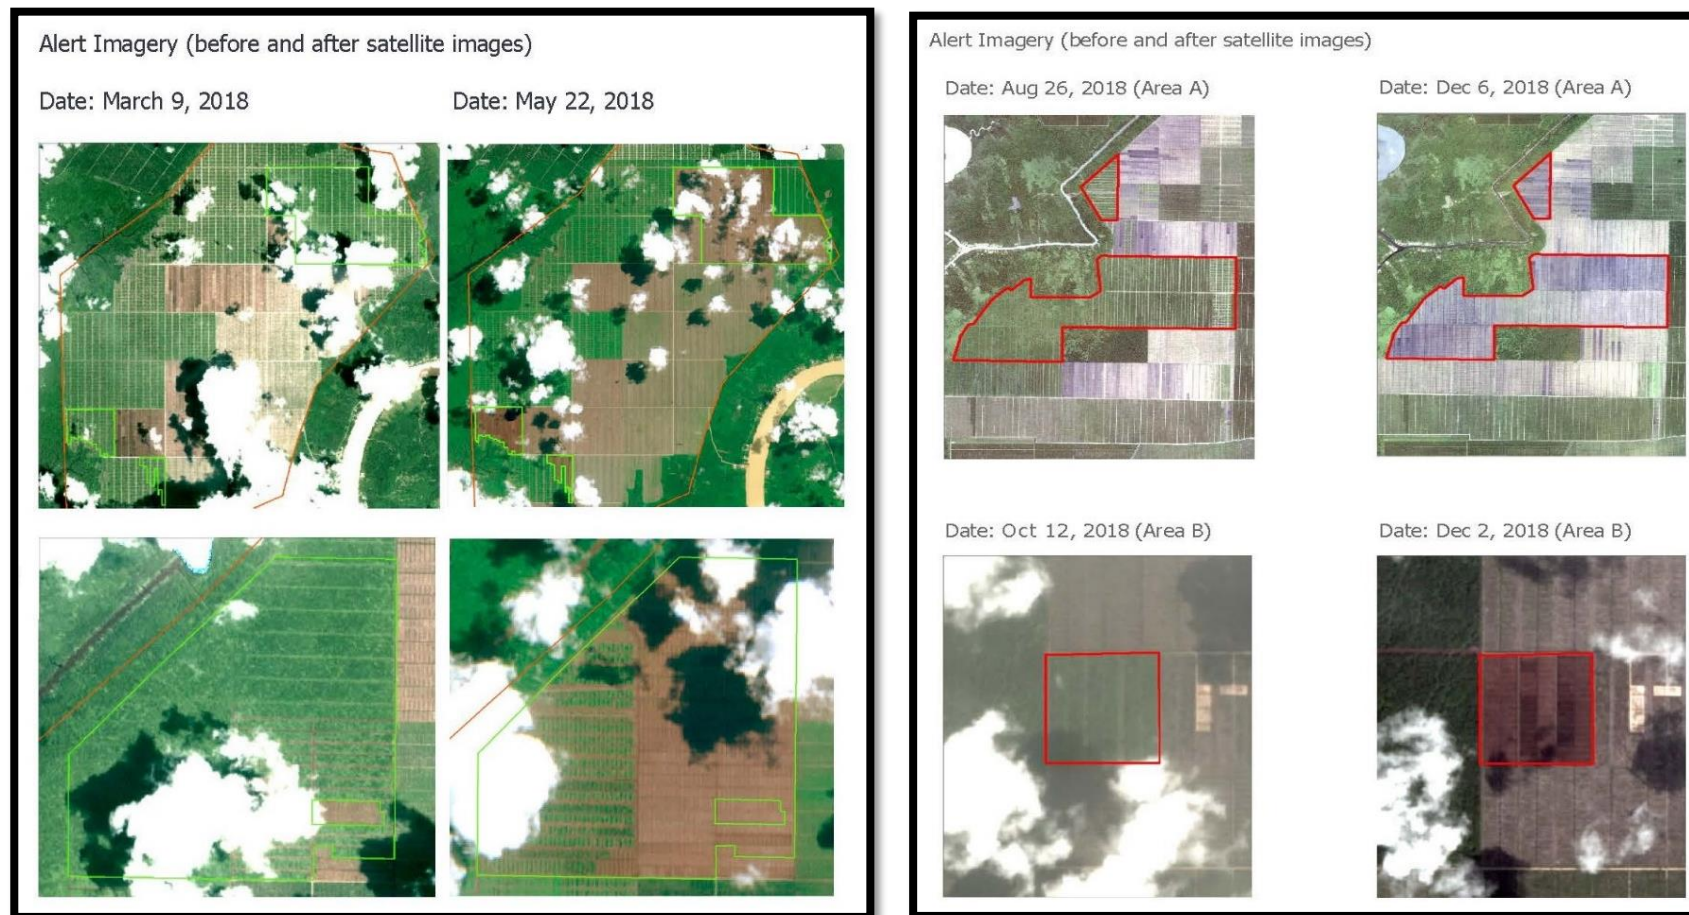 Alert Imagery (before and after satellite images)
Date: March 9, 2018
Date: May 22, 2018
Alert Imagery (before and after satellite images)
Date: Aug 26, 2018 (Area A)
Date: Dec 6, 2018 (Area A)
Date: Oct 12, 2018 (Area B)
Date: Dec 2, 2018 (Area B)